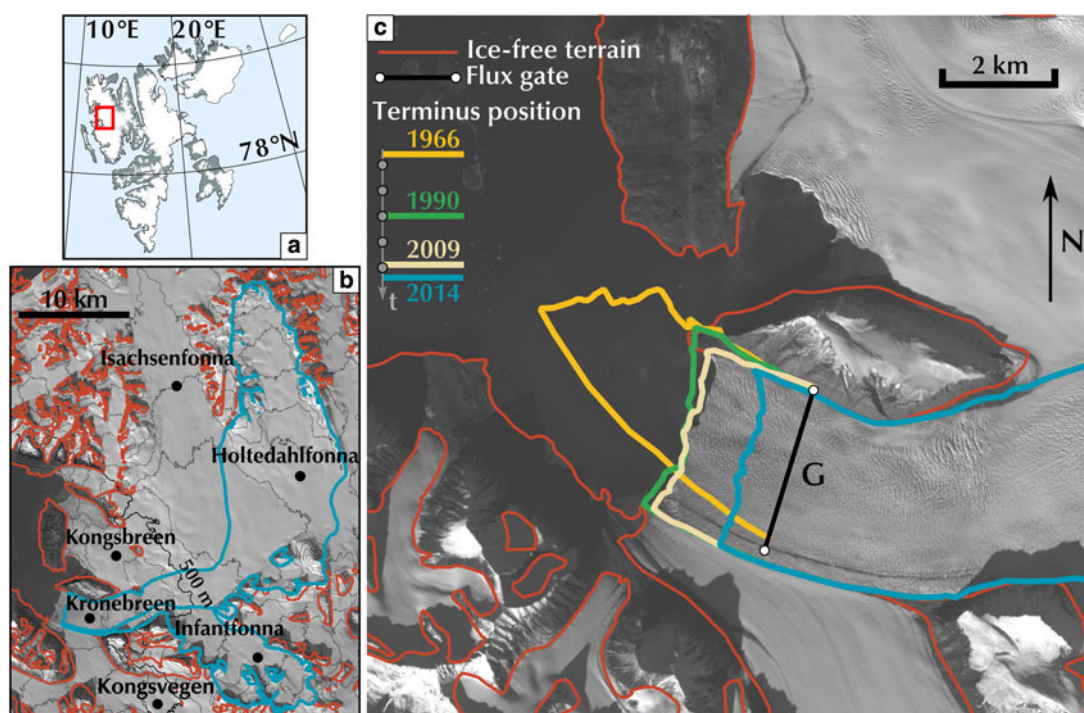 10°E 20°E
78°N
a
b
10 km
Isachsenfonna
Holtedahlfonna
Kongsbreen
500 m
Kronebreen
Infantfonna
Kongsvegen
c
Ice-free terrain
Flux gate
Terminus position
1966
1990
2009
2014
t
2 km
N
G